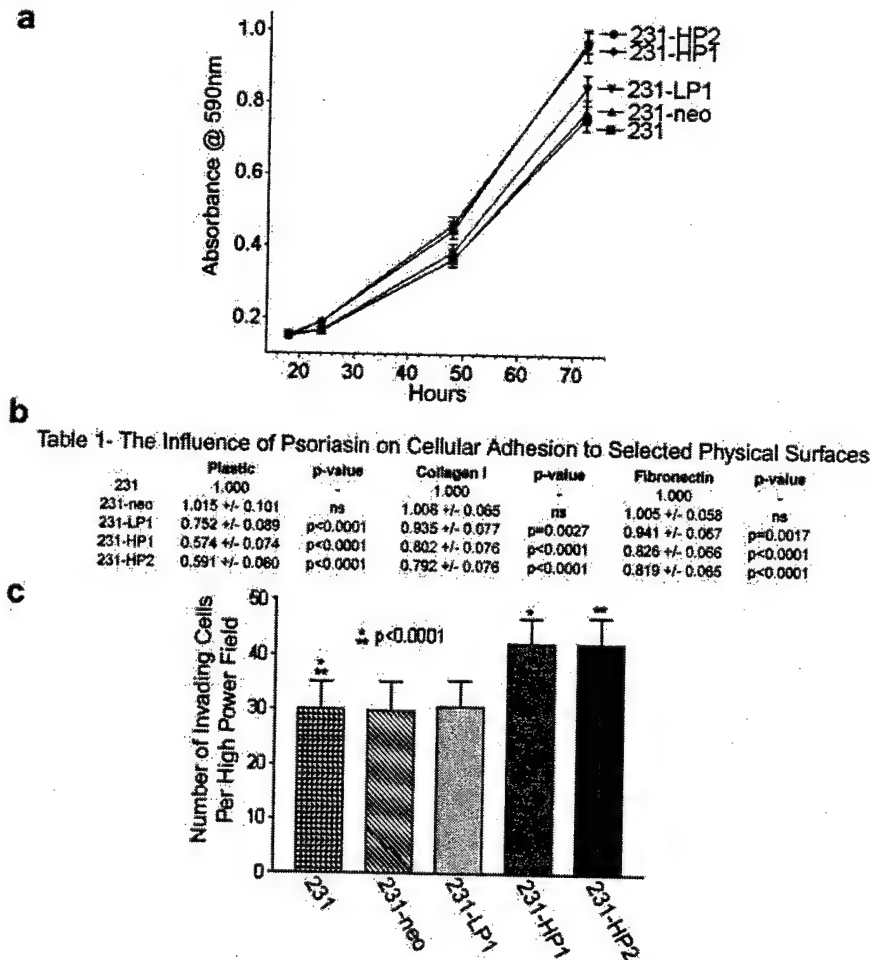 a
1.0
0.8
0.6
0.4
0.2
Absorbance @ 590nm
231-HP2
231-HP1
231-LP1
231-neo
231
20 30 40 50 60 70
Hours
b
Table 1- The Influence of Psoriasin on Cellular Adhesion to Selected Physical Surfaces
Plastic p-value Collagen I p-value Fibronectin p-value
231 1.000 - 1.000 - 1.000 -
231-neo 1.015 +/- 0.101 ns 1.008 +/- 0.065 ns 1.005 +/- 0.058 ns
231-LP1 0.752 +/- 0.089 p<0.0001 0.935 +/- 0.077 p=0.0027 0.941 +/- 0.067 p=0.0017
231-HP1 0.574 +/- 0.074 p<0.0001 0.802 +/- 0.076 p<0.0001 0.826 +/- 0.066 p<0.0001
231-HP2 0.591 +/- 0.080 p<0.0001 0.792 +/- 0.076 p<0.0001 0.819 +/- 0.065 p<0.0001
c
50
40
30
20
10
0
Number of Invading Cells
Per High Power Field
*
** p<0.0001
*
**
*
**
231
231-neo
231-LP1
231-HP1
231-HP2